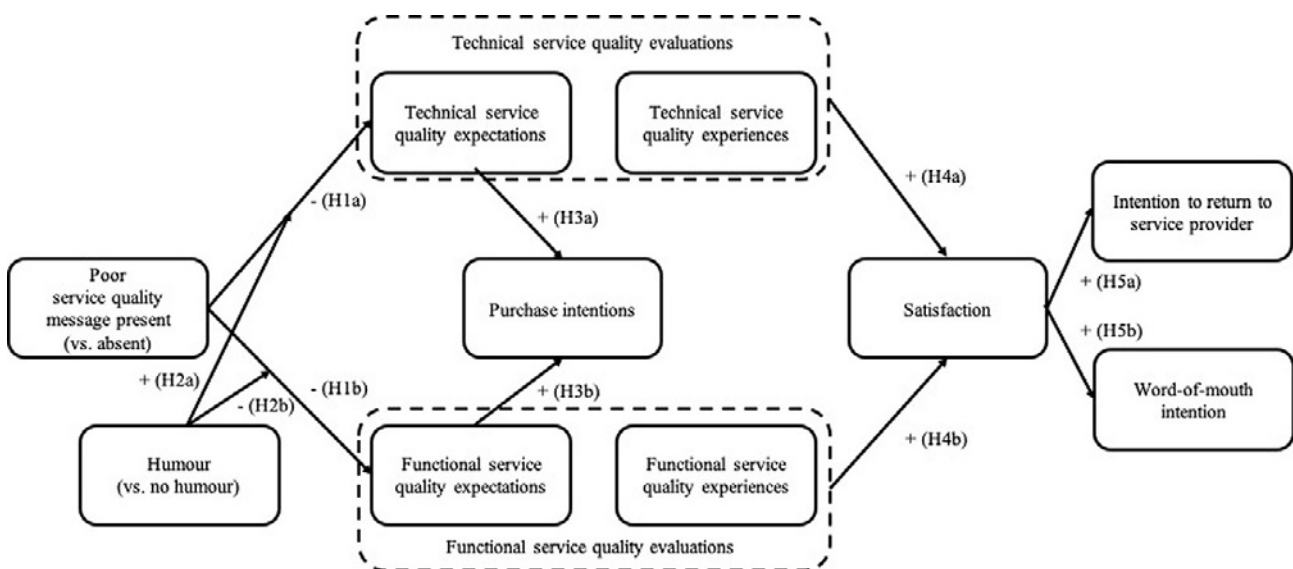 Technical service quality evaluations
Technical service
quality expectations
Technical service
quality experiences
- (H1a)
+ (H3a)
+ (H4a)
Intention to return to
service provider
Poor
service quality
message present
(vs. absent)
Purchase intentions
Satisfaction
+ (H5a)
+ (H5b)
+ (H2a)
- (H2b)
- (H1b)
+ (H3b)
Word-of-mouth
intention
+ (H4b)
Humour
(vs. no humour)
Functional service
quality expectations
Functional service
quality experiences
Functional service quality evaluations